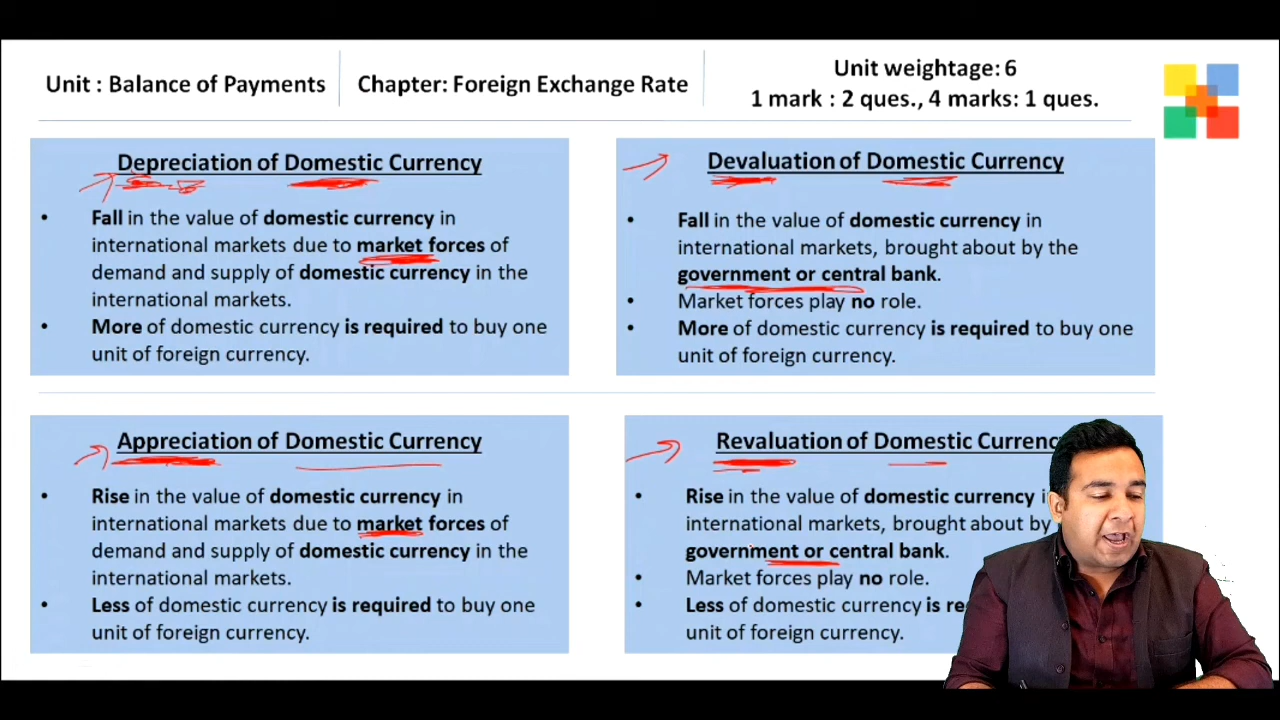 Unit : Balance of Payments
Chapter: Foreign Exchange Rate
Unit weightage: 6
1 mark : 2 ques., 4 marks: 1 ques.
Depreciation of Domestic Currency
• Fall in the value of domestic currency in
international markets due to market forces of
demand and supply of domestic currency in the
international markets.
• More of domestic currency is required to buy one
unit of foreign currency.
Devaluation of Domestic Currency
• Fall in the value of domestic currency in
international markets, brought about by the
government or central bank.
• Market forces play no role.
• More of domestic currency is required to buy one
unit of foreign currency.
Appreciation of Domestic Currency
• Rise in the value of domestic currency in
international markets due to market forces of
demand and supply of domestic currency in the
international markets.
• Less of domestic currency is required to buy one
unit of foreign currency.
Revaluation of Domestic
• Rise in the value of domestic currency
international markets, brought about by
government or central bank.
• Market forces play no role.
• Less of domestic currency is
unit of foreign currency.